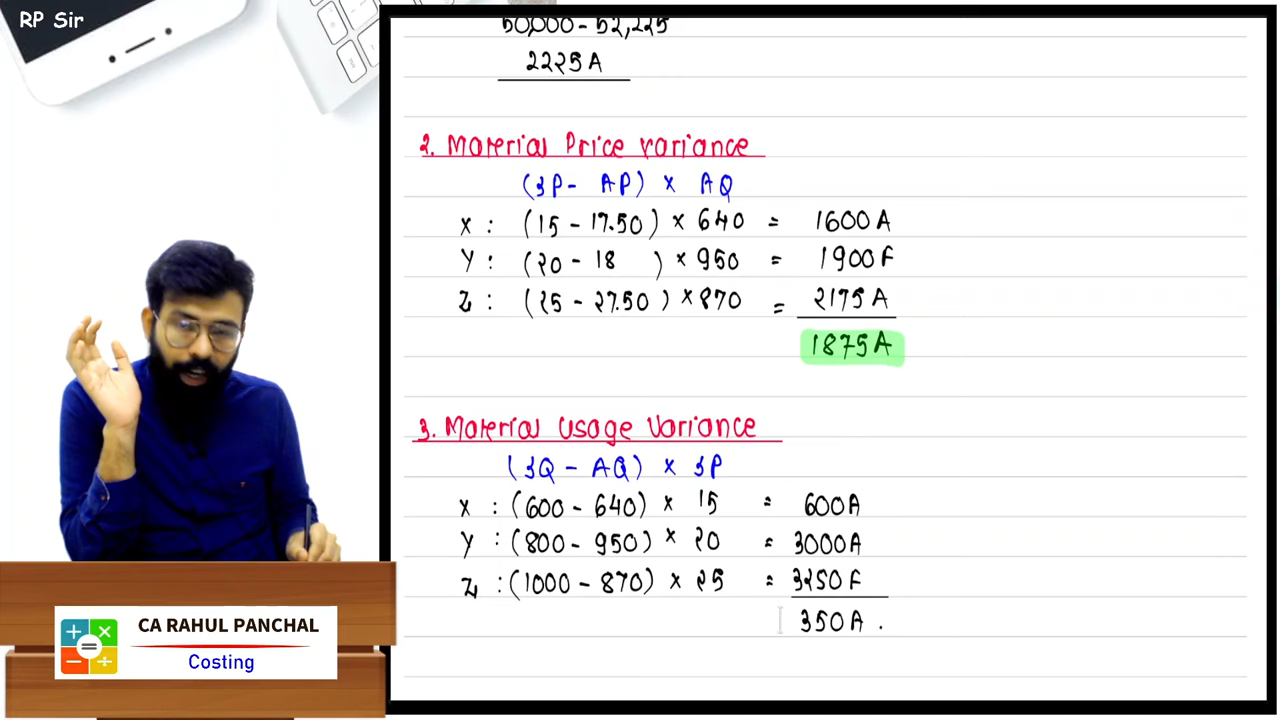 RP Sir
50,000 - 52,225
2225 A
2. Material Price Variance
(SP - AP) × AQ
X : (15 - 17.50) × 640 = 1600 A
Y : (20 - 18 ) × 950 = 1900 F
Z : (25 - 27.50) × 870 = 2175 A
1875 A
3. Material Usage Variance
(SQ - AQ) × SP
X : (600 - 640) × 15 = 600 A
Y : (800 - 950) × 20 = 3000 A
Z : (1000 - 870) × 25 = 3250 F
350 A .
CA RAHUL PANCHAL
Costing